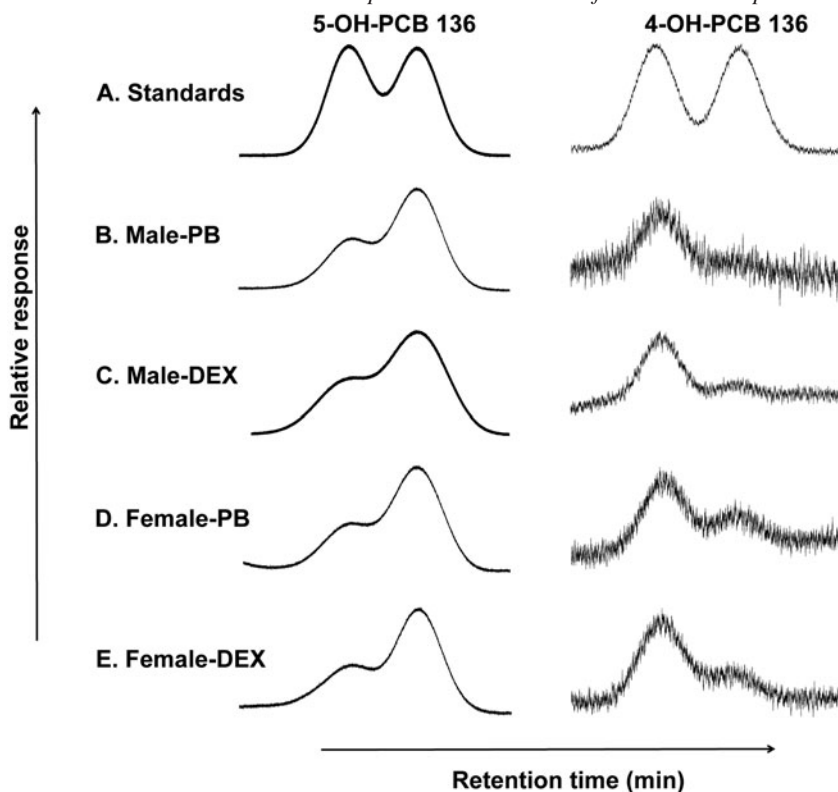 5-OH-PCB 136 4-OH-PCB 136
A. Standards
B. Male-PB
C. Male-DEX
D. Female-PB
E. Female-DEX
Relative response
Retention time (min)